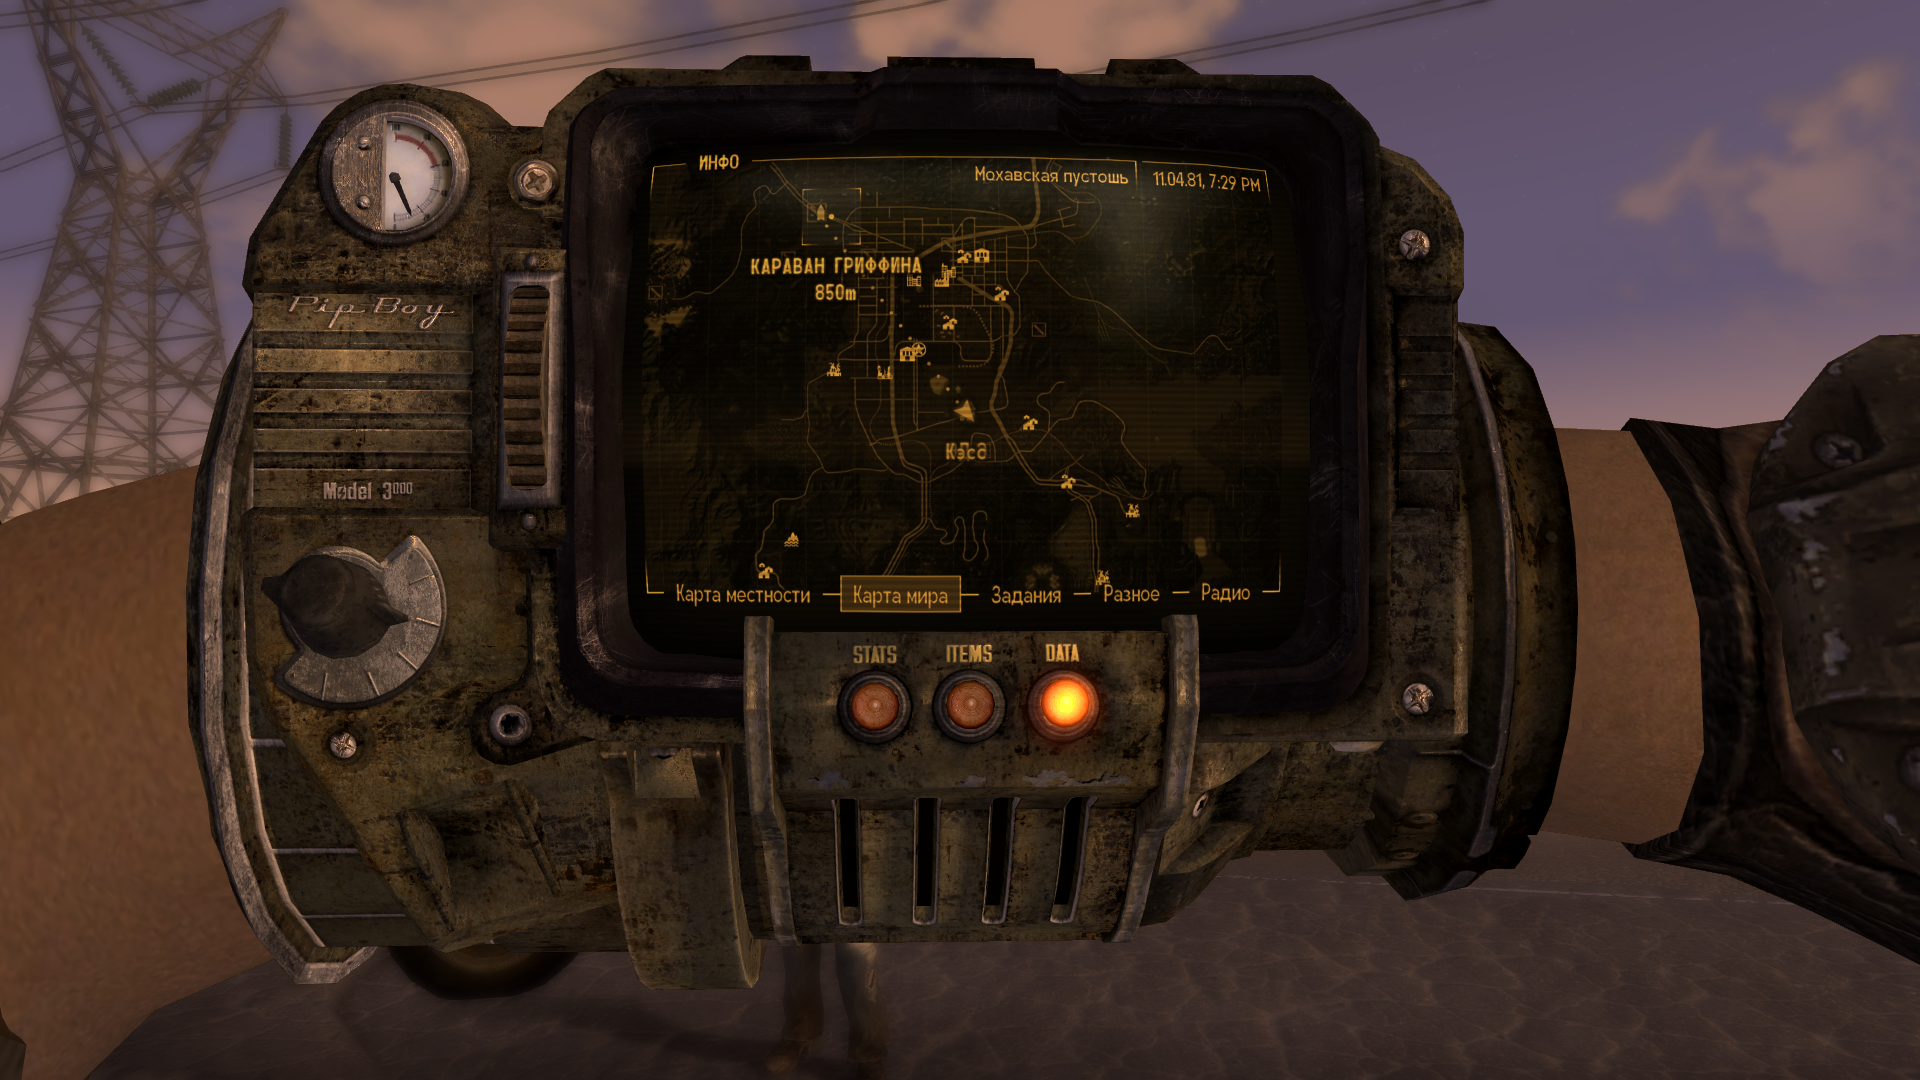 ИНФО
Мохавская пустошь
11.04.81, 7:29 PM
КАРАВАН ГРИФФИНА
850m
Кэсс
Pip Boy
Model 3000
Карта местности
Карта мира
Задания
Разное
Радио
STATS
ITEMS
DATA